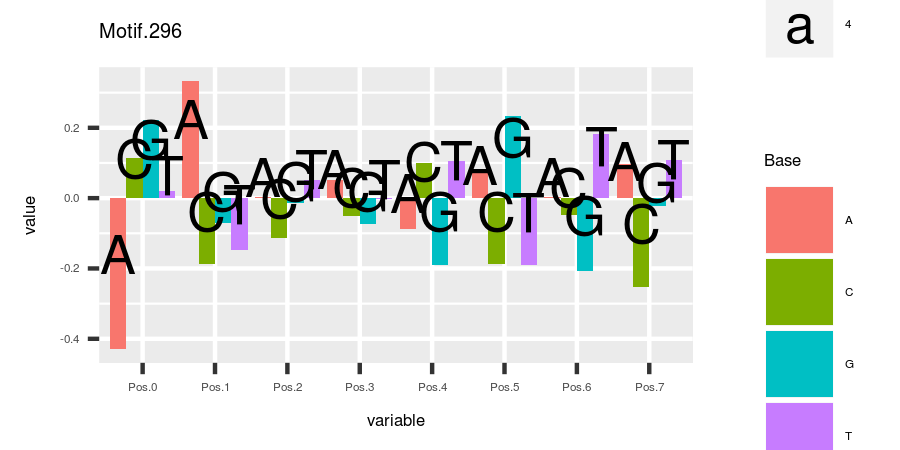 Motif.296
a 4
value
0.2
0.0
-0.2
-0.4
A C G T A C G T A C G T A C G T A C G T A C G T A C G T A C G T
Pos.0 Pos.1 Pos.2 Pos.3 Pos.4 Pos.5 Pos.6 Pos.7
variable
Base
A
C
G
T